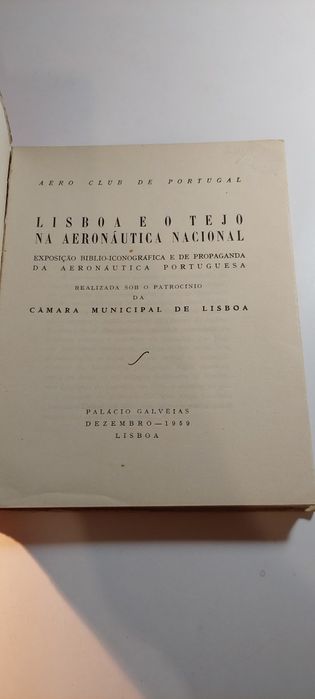 AERO CLUB DE PORTUGAL
LISBOA E O TEJO
NA AERONÁUTICA NACIONAL
EXPOSIÇÃO BIBLIO-ICONOGRÁFICA E DE PROPAGANDA
DA AERONÁUTICA PORTUGUESA
REALIZADA SOB O PATROCÍNIO
DA
CÂMARA MUNICIPAL DE LISBOA
PALÁCIO GALVEIAS
DEZEMBRO—1959
LISBOA